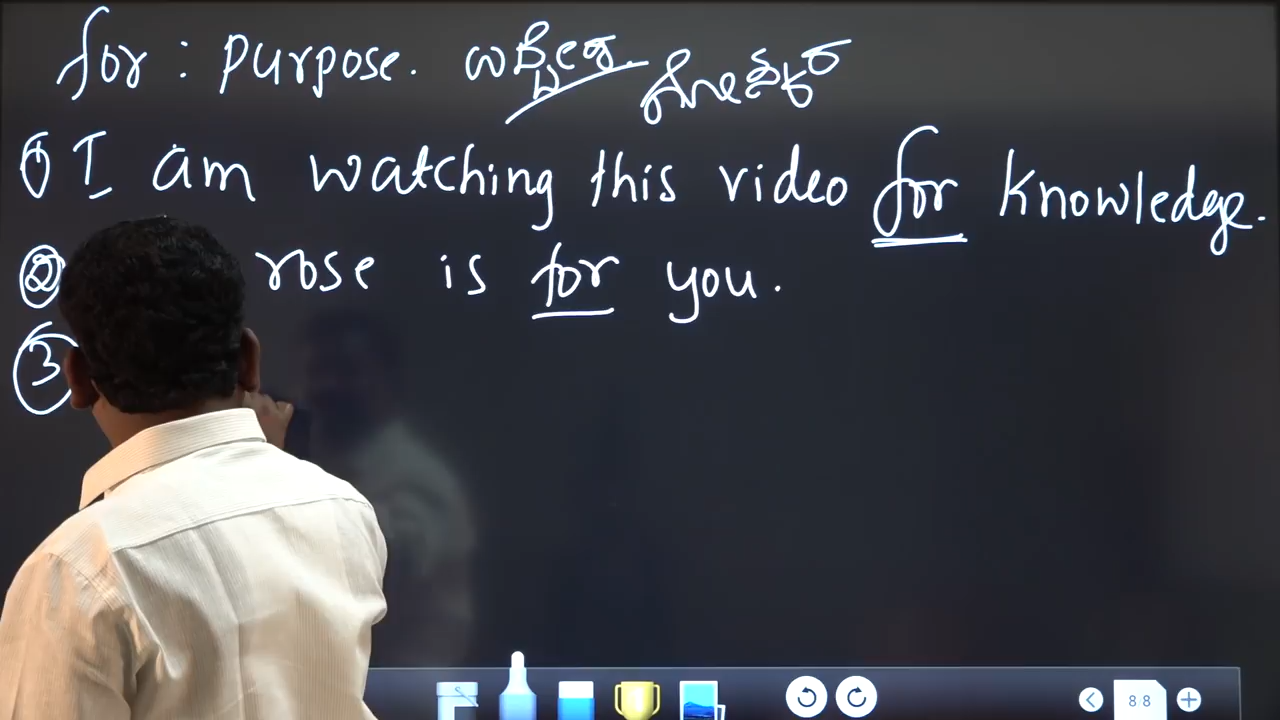 for : purpose.
① I am watching this video for knowledge.
② rose is for you.
③
88